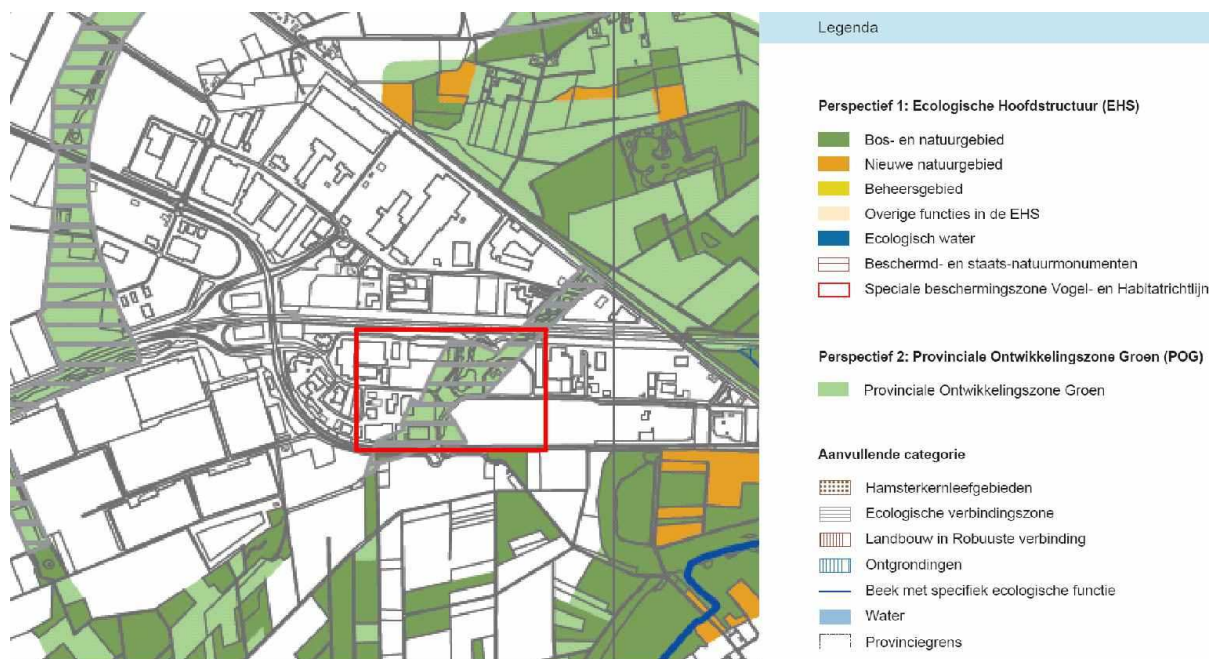 Legenda
Perspectief 1: Ecologische Hoofdstructuur (EHS)
Bos- en natuurgebied
Nieuwe natuurgebied
Beheersgebied
Overige functies in de EHS
Ecologisch water
Beschermd- en staats-natuurmonumenten
Speciale beschermingszone Vogel- en Habitatrichtlijn
Perspectief 2: Provinciale Ontwikkelingszone Groen (POG)
Provinciale Ontwikkelingszone Groen
Aanvullende categorie
Hamsterkernleefgebieden
Ecologische verbindingszone
Landbouw in Robuuste verbinding
Ontgrondingen
Beek met specifiek ecologische functie
Water
Provinciegrens